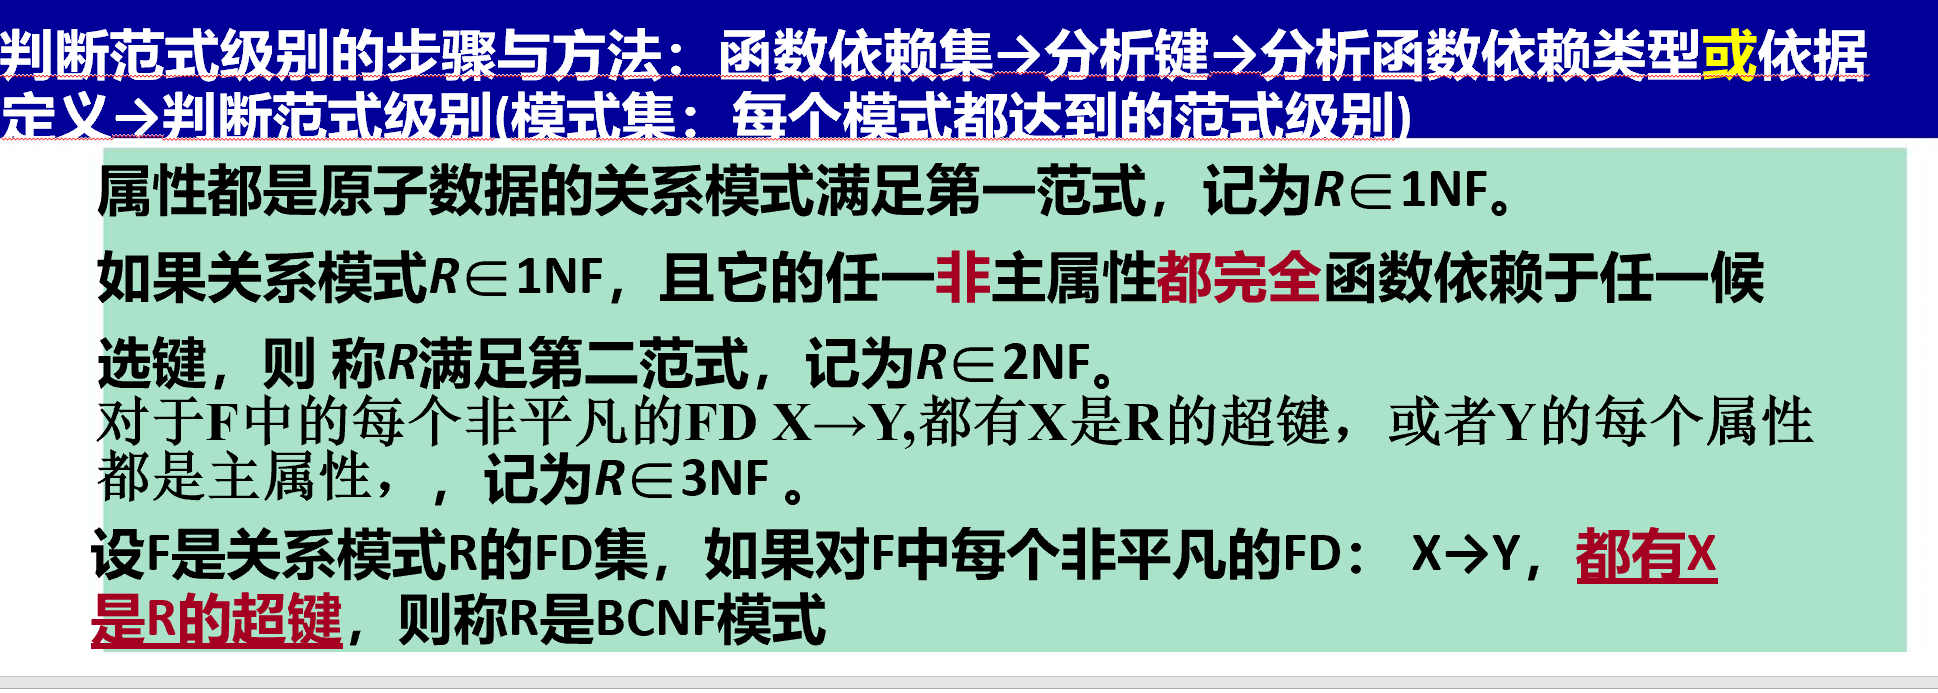 判断范式级别的步骤与方法：函数依赖集→分析键→分析函数依赖类型或依据
定义→判断范式级别(模式集：每个模式都达到的范式级别)
属性都是原子数据的关系模式满足第一范式，记为R∈1NF。
如果关系模式R∈1NF，且它的任一非主属性都完全函数依赖于任一候
选键，则 称R满足第二范式，记为R∈2NF。
对于F中的每个非平凡的FD X→Y,都有X是R的超键，或者Y的每个属性
都是主属性，，记为R∈3NF 。
设F是关系模式R的FD集，如果对F中每个非平凡的FD： X→Y，都有X
是R的超键，则称R是BCNF模式